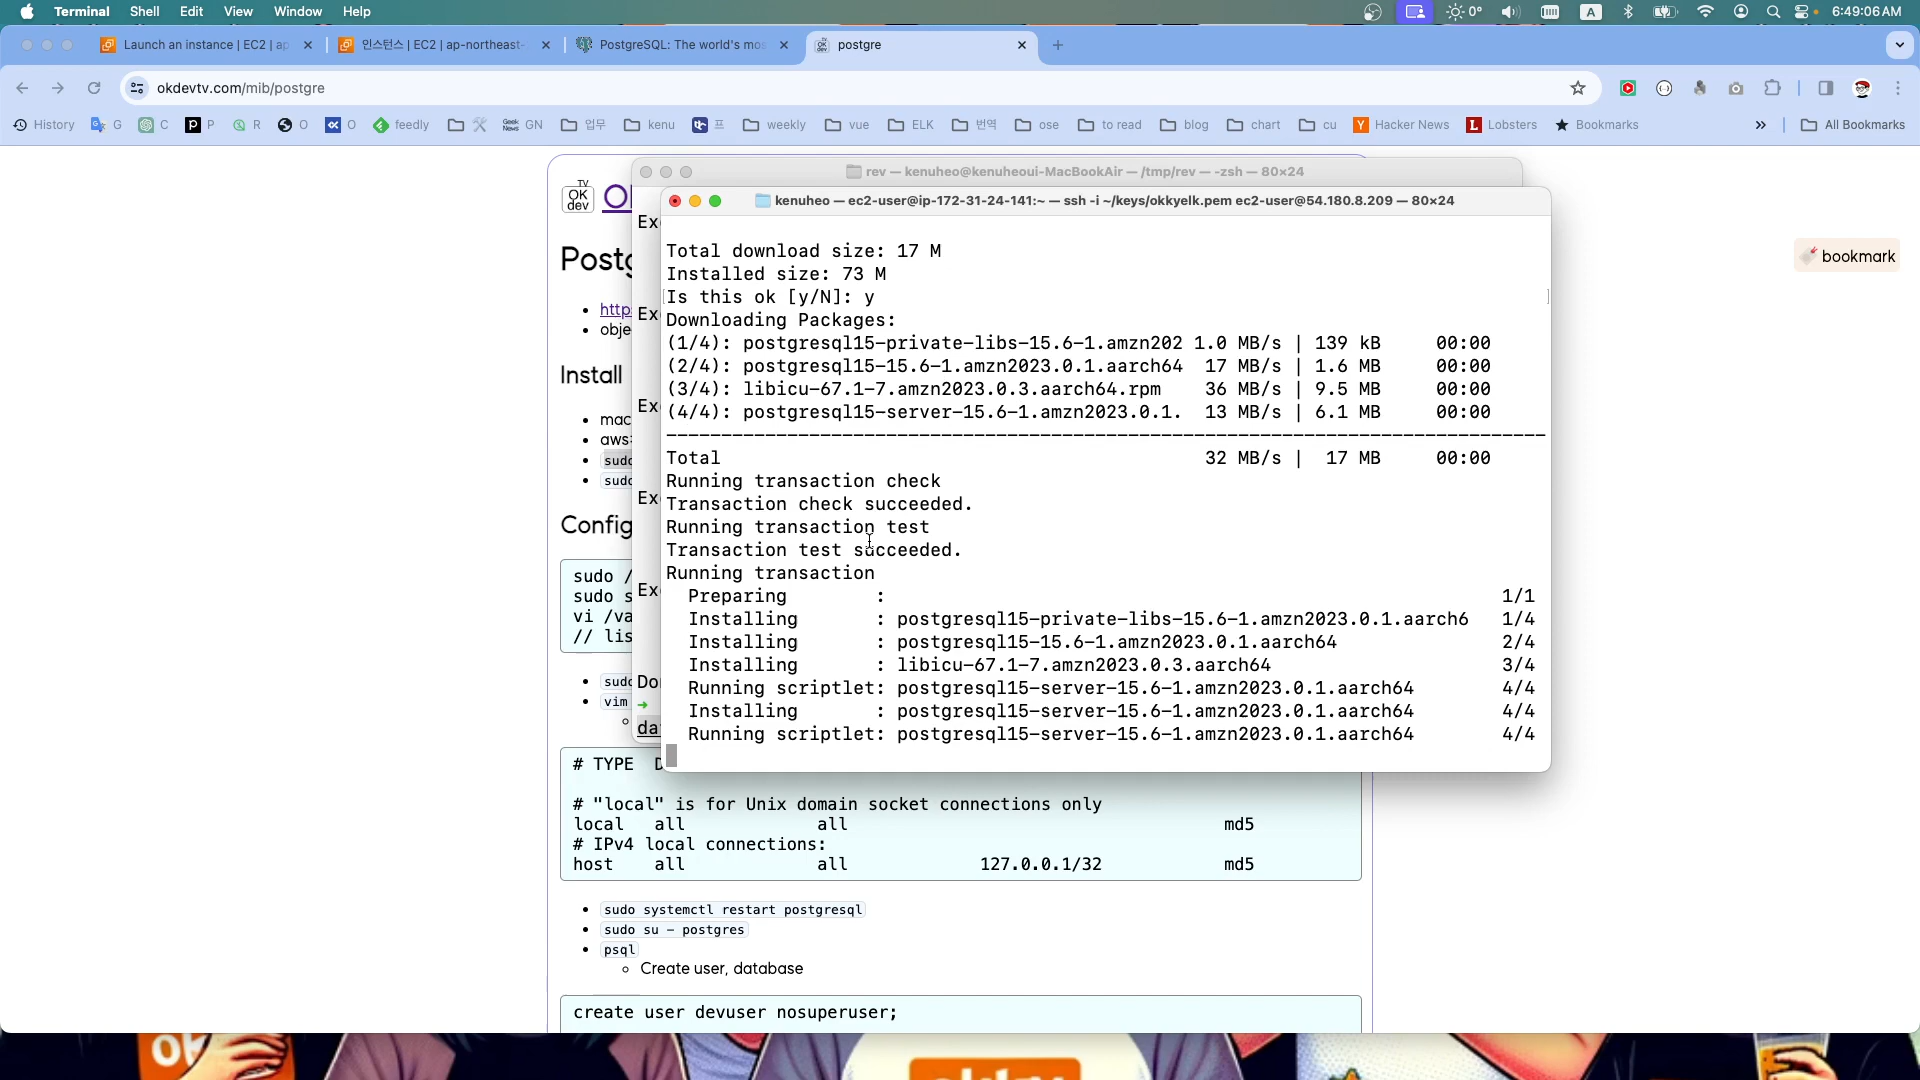 Terminal Shell Edit View Window Help
0° A 6:49:06 AM
Launch an instance | EC2 | ap
인스턴스 | EC2 | ap-northeast-
PostgreSQL: The world's mos
postgre
okdevtv.com/mib/postgre
History G C P R O O feedly GN 업무 kenu 프 weekly vue ELK 번역 ose to read blog chart cu Hacker News Lobsters Bookmarks » All Bookmarks
TV
OK
dev
bookmark
rev — kenuheo@kenuheoui-MacBookAir — /tmp/rev — -zsh — 80×24
kenuheo — ec2-user@ip-172-31-24-141:~ — ssh -i ~/keys/okkyelk.pem ec2-user@54.180.8.209 — 80×24
Total download size: 17 M
Installed size: 73 M
Is this ok [y/N]: y
Downloading Packages:
(1/4): postgresql15-private-libs-15.6-1.amzn202 1.0 MB/s | 139 kB 00:00
(2/4): postgresql15-15.6-1.amzn2023.0.1.aarch64 17 MB/s | 1.6 MB 00:00
(3/4): libicu-67.1-7.amzn2023.0.3.aarch64.rpm 36 MB/s | 9.5 MB 00:00
(4/4): postgresql15-server-15.6-1.amzn2023.0.1. 13 MB/s | 6.1 MB 00:00
--------------------------------------------------------------------------------
Total 32 MB/s | 17 MB 00:00
Running transaction check
Transaction check succeeded.
Running transaction test
Transaction test succeeded.
Running transaction
Preparing : 1/1
Installing : postgresql15-private-libs-15.6-1.amzn2023.0.1.aarch6 1/4
Installing : postgresql15-15.6-1.amzn2023.0.1.aarch64 2/4
Installing : libicu-67.1-7.amzn2023.0.3.aarch64 3/4
Running scriptlet: postgresql15-server-15.6-1.amzn2023.0.1.aarch64 4/4
Installing : postgresql15-server-15.6-1.amzn2023.0.1.aarch64 4/4
Running scriptlet: postgresql15-server-15.6-1.amzn2023.0.1.aarch64 4/4
Install
mac
aws
Config
vi /va
vim
# TYPE
# "local" is for Unix domain socket connections only
local all all md5
# IPv4 local connections:
host all all 127.0.0.1/32 md5
sudo systemctl restart postgresql
sudo su - postgres
psql
Create user, database
create user devuser nosuperuser;